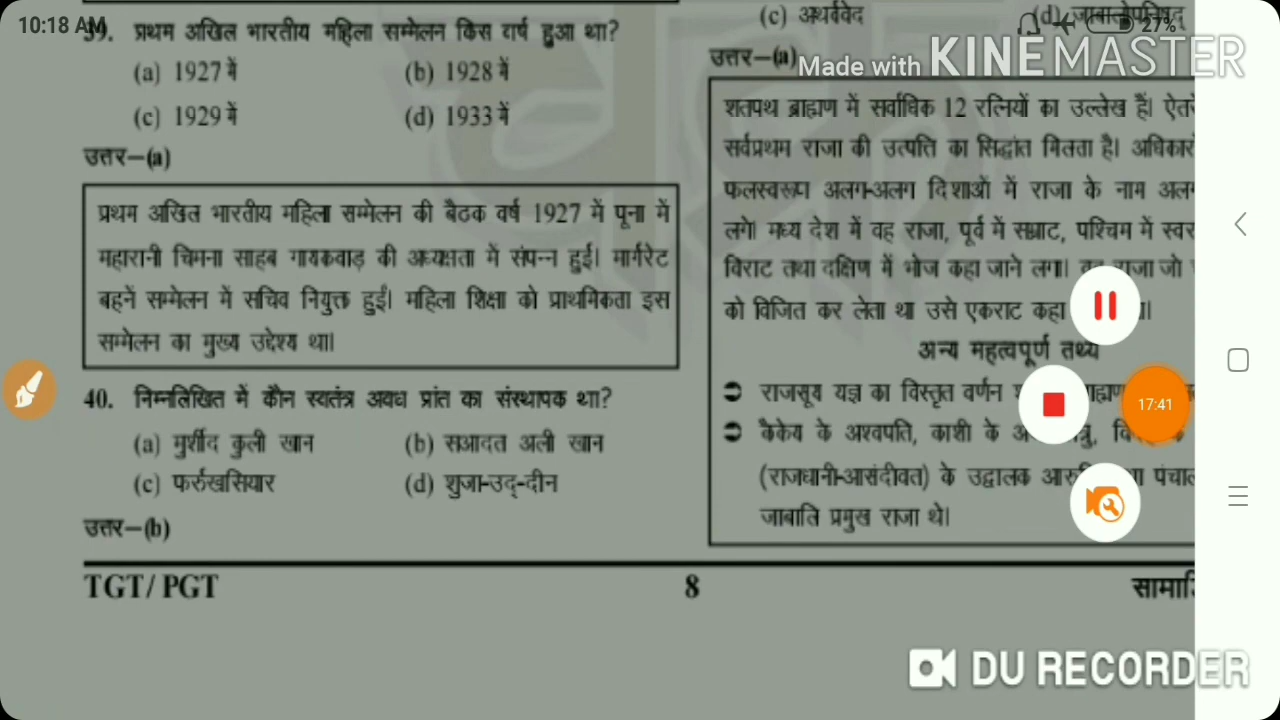 10:18 AM
27%
Made with KINEMASTER
39. प्रथम अखिल भारतीय महिला सम्मेलन किस वर्ष हुआ था?
(a) 1927 में (b) 1928 में
(c) 1929 में (d) 1933 में
उत्तर–(a)
प्रथम अखिल भारतीय महिला सम्मेलन की बैठक वर्ष 1927 में पूना में
महारानी चिमना साहब गायकवाड़ की अध्यक्षता में संपन्न हुई। मार्गरेट
बहनें सम्मेलन में सचिव नियुक्त हुईं। महिला शिक्षा को प्राथमिकता इस
सम्मेलन का मुख्य उद्देश्य था।
40. निम्नलिखित में कौन स्वतंत्र अवध प्रांत का संस्थापक था?
(a) मुर्शीद कुली खान (b) सआदत अली खान
(c) फर्रुखसियार (d) शुजा-उद्-दीन
उत्तर–(b)
(c) अथर्ववेद (d) जाबालोपनिषद्
उत्तर–(a)
शतपथ ब्राह्मण में सर्वाधिक 12 रत्नियों का उल्लेख हैं। ऐतरे
सर्वप्रथम राजा की उत्पत्ति का सिद्धांत मिलता है। अधिकारों
फलस्वरूप अलग-अलग दिशाओं में राजा के नाम अलग
लगे। मध्य देश में वह राजा, पूर्व में सम्राट, पश्चिम में स्वर
विराट तथा दक्षिण में भोज कहा जाने लगा। वह राजा जो
को विजित कर लेता था उसे एकराट कहा
अन्य महत्वपूर्ण तथ्य
➲ राजसूय यज्ञ का विस्तृत वर्णन
➲ कैकेय के अश्वपति, काशी के
(राजधानी-आसंदीवत) के उद्वालक पंचाल
जाबालि प्रमुख राजा थे।
17:41
TGT/PGT 8
DU RECORDER